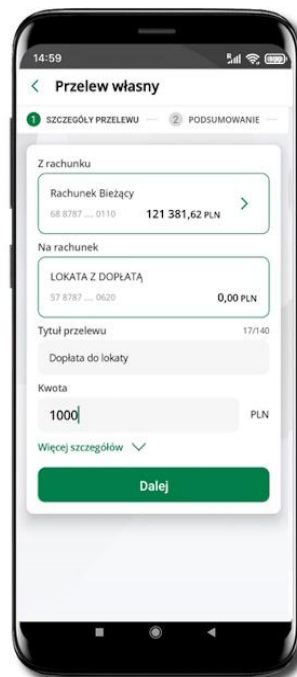 14:59
Przelew własny
1 SZCZEGÓŁY PRZELEWU 2 PODSUMOWANIE
Z rachunku
Rachunek Bieżący
68 8787 .... 0110 121 381,62 PLN
Na rachunek
LOKATA Z DOPŁATĄ
57 8787 .... 0620 0,00 PLN
Tytuł przelewu 17/140
Dopłata do lokaty
Kwota
1000 PLN
Więcej szczegółów
Dalej